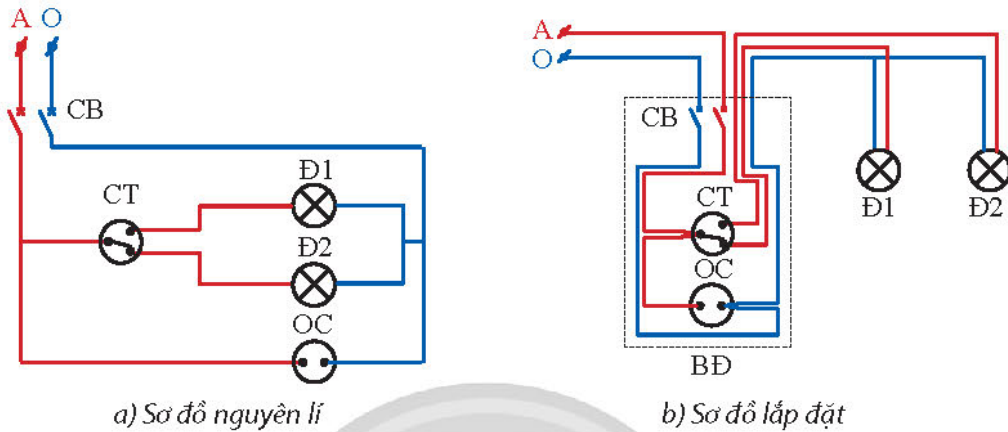 A O
CB
CT
Đ1
Đ2
OC
a) Sơ đồ nguyên lí
A
O
CB
CT
OC
BĐ
Đ1 Đ2
b) Sơ đồ lắp đặt